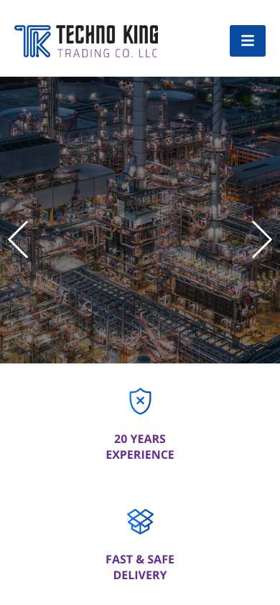 TECHNO KING
TRADING CO. LLC
20 YEARS
EXPERIENCE
FAST & SAFE
DELIVERY